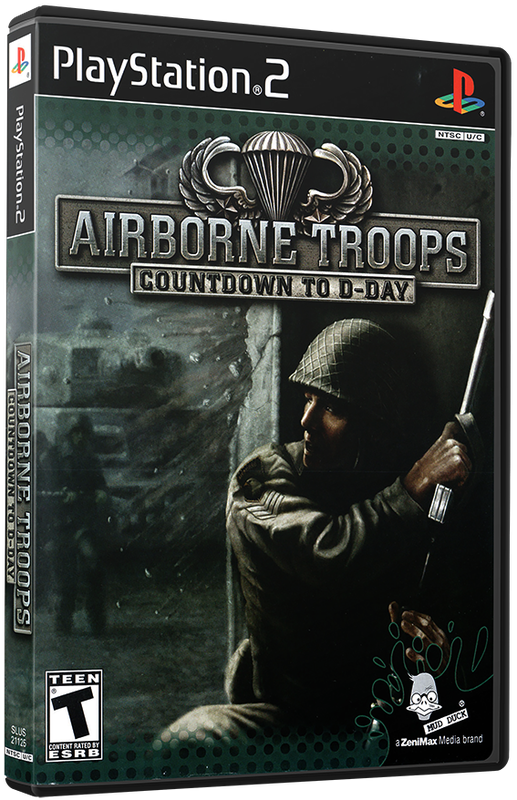 PlayStation®2
NTSC U/C
AIRBORNE TROOPS
COUNTDOWN TO D-DAY
TEEN
T
CONTENT RATED BY
ESRB
MUD DUCK®
a ZeniMax Media brand
PlayStation®2
AIRBORNE TROOPS
COUNTDOWN TO D-DAY
SLUS
21125
NTSC U/C